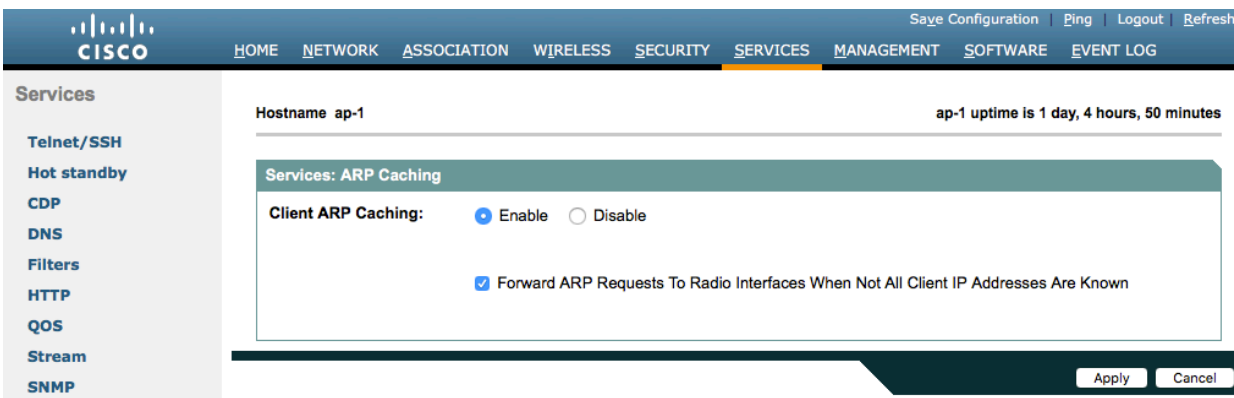 Save Configuration | Ping | Logout | Refresh
CISCO HOME NETWORK ASSOCIATION WIRELESS SECURITY SERVICES MANAGEMENT SOFTWARE EVENT LOG
Services
Hostname ap-1 ap-1 uptime is 1 day, 4 hours, 50 minutes
Telnet/SSH
Hot standby
CDP
DNS
Filters
HTTP
QOS
Stream
SNMP
Services: ARP Caching
Client ARP Caching: Enable Disable
Forward ARP Requests To Radio Interfaces When Not All Client IP Addresses Are Known
Apply Cancel